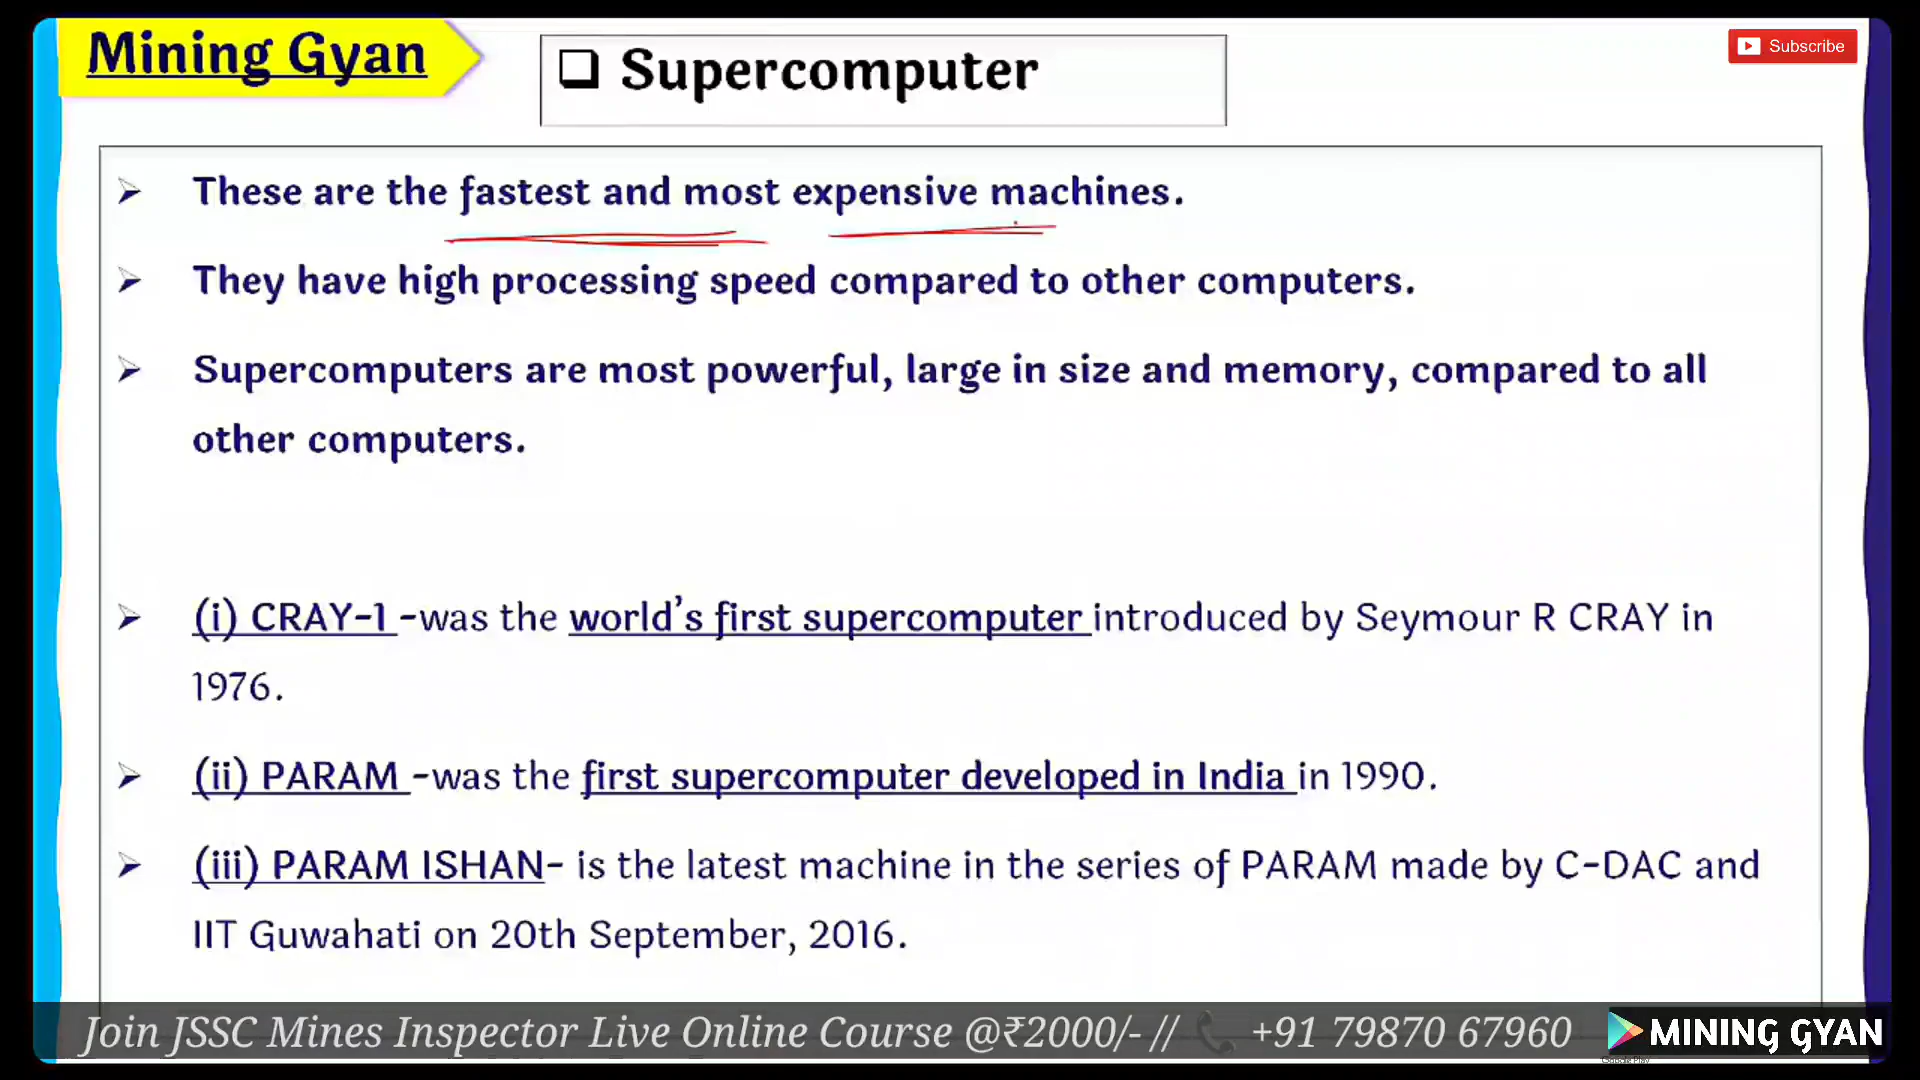 Mining Gyan
Supercomputer
Subscribe
These are the fastest and most expensive machines.
They have high processing speed compared to other computers.
Supercomputers are most powerful, large in size and memory, compared to all
other computers.
(i) CRAY-1 -was the world's first supercomputer introduced by Seymour R CRAY in
1976.
(ii) PARAM -was the first supercomputer developed in India in 1990.
(iii) PARAM ISHAN- is the latest machine in the series of PARAM made by C-DAC and
IIT Guwahati on 20th September, 2016.
Join JSSC Mines Inspector Live Online Course @₹2000/- // 📞 +91 79870 67960
MINING GYAN
Google Play